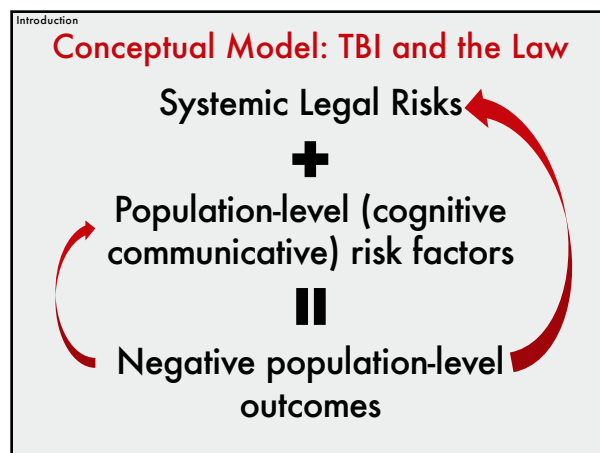 Introduction
Conceptual Model: TBI and the Law
Systemic Legal Risks
+
Population-level (cognitive
communicative) risk factors
=
Negative population-level
outcomes